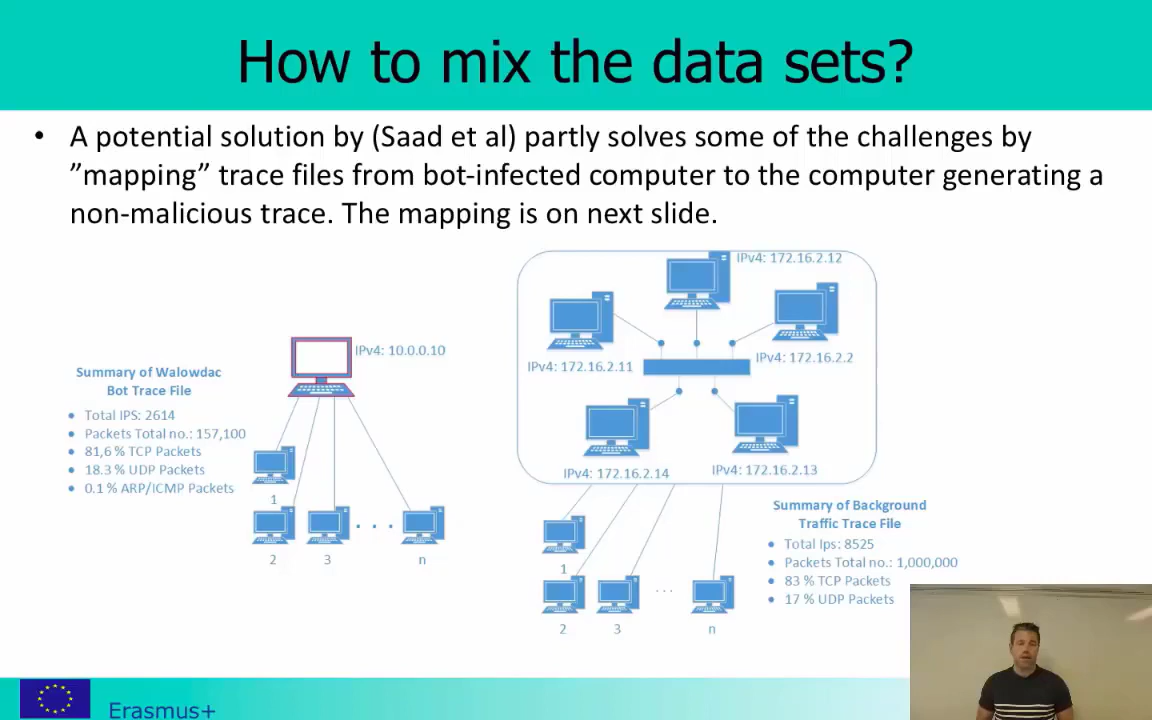 How to mix the data sets?
• A potential solution by (Saad et al) partly solves some of the challenges by
”mapping” trace files from bot-infected computer to the computer generating a
non-malicious trace. The mapping is on next slide.
IPv4: 172.16.2.12
IPv4: 10.0.0.10
IPv4: 172.16.2.11
IPv4: 172.16.2.2
IPv4: 172.16.2.14
IPv4: 172.16.2.13
Summary of Walowdac
Bot Trace File
• Total IPS: 2614
• Packets Total no.: 157,100
• 81,6 % TCP Packets
• 18.3 % UDP Packets
• 0.1 % ARP/ICMP Packets
1
2
3
. . .
n
1
2
3
...
n
Summary of Background
Traffic Trace File
• Total Ips: 8525
• Packets Total no.: 1,000,000
• 83 % TCP Packets
• 17 % UDP Packets
Erasmus+